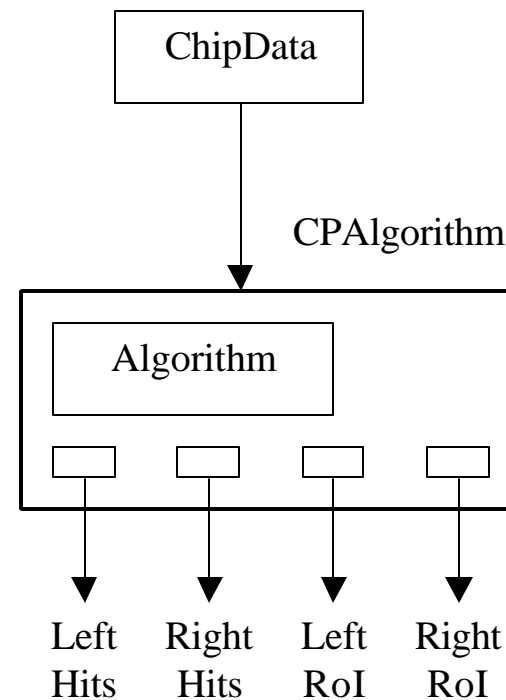 ChipData
CPAlgorithm
Algorithm
Left Right Left Right
Hits Hits RoI RoI